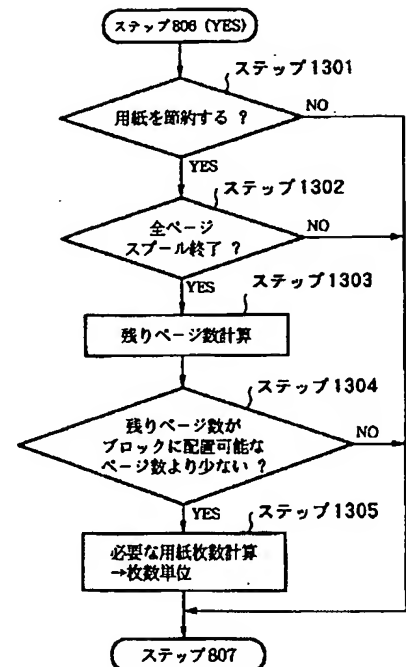 ステップ806 (YES)
ステップ1301
用紙を節約する ?
NO
YES
ステップ1302
全ページ
スプール終了 ?
NO
YES
ステップ1303
残りページ数計算
ステップ1304
残りページ数が
ブロックに配置可能な
ページ数より少ない ?
NO
YES
ステップ1305
必要な用紙枚数計算
→枚数単位
ステップ807